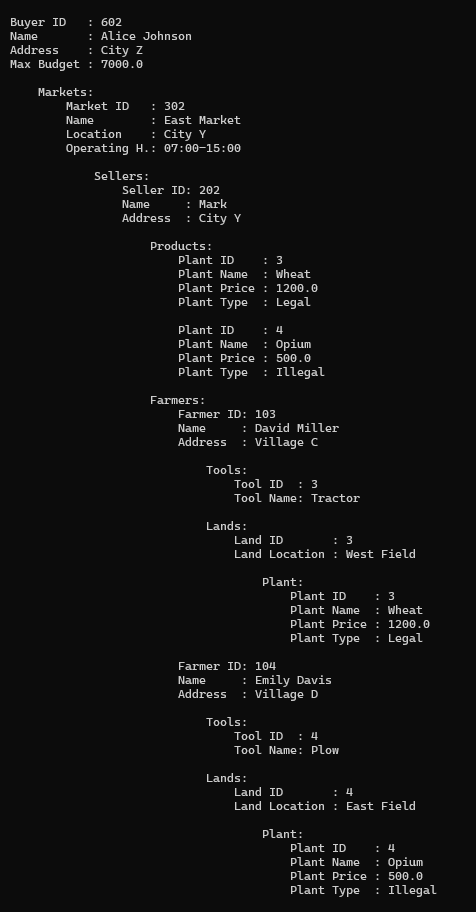 Buyer ID   : 602
Name       : Alice Johnson
Address    : City Z
Max Budget : 7000.0
Markets:
Market ID   : 302
Name        : East Market
Location    : City Y
Operating H.: 07:00-15:00
Sellers:
Seller ID: 202
Name     : Mark
Address  : City Y
Products:
Plant ID    : 3
Plant Name  : Wheat
Plant Price : 1200.0
Plant Type  : Legal
Plant ID    : 4
Plant Name  : Opium
Plant Price : 500.0
Plant Type  : Illegal
Farmers:
Farmer ID: 103
Name     : David Miller
Address  : Village C
Tools:
Tool ID  : 3
Tool Name: Tractor
Lands:
Land ID       : 3
Land Location : West Field
Plant:
Plant ID    : 3
Plant Name  : Wheat
Plant Price : 1200.0
Plant Type  : Legal
Farmer ID: 104
Name     : Emily Davis
Address  : Village D
Tools:
Tool ID  : 4
Tool Name: Plow
Lands:
Land ID       : 4
Land Location : East Field
Plant:
Plant ID    : 4
Plant Name  : Opium
Plant Price : 500.0
Plant Type  : Illegal